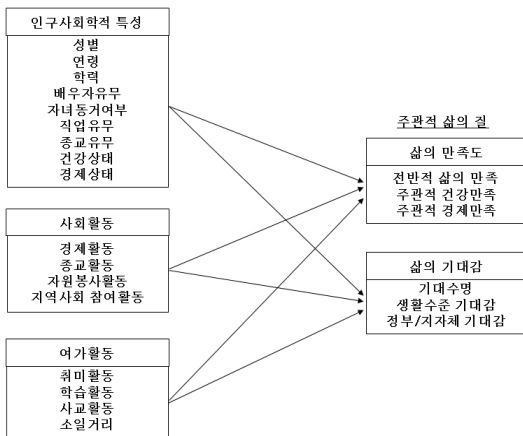 인구사회학적 특성
성별
연령
학력
배우자유무
자녀동거여부
직업유무
종교유무
건강상태
경제상태
사회활동
경제활동
종교활동
자원봉사활동
지역사회 참여활동
여가활동
취미활동
학습활동
사교활동
소일거리
주관적 삶의 질
삶의 만족도
전반적 삶의 만족
주관적 건강만족
주관적 경제만족
삶의 기대감
기대수명
생활수준 기대감
정부/지자체 기대감